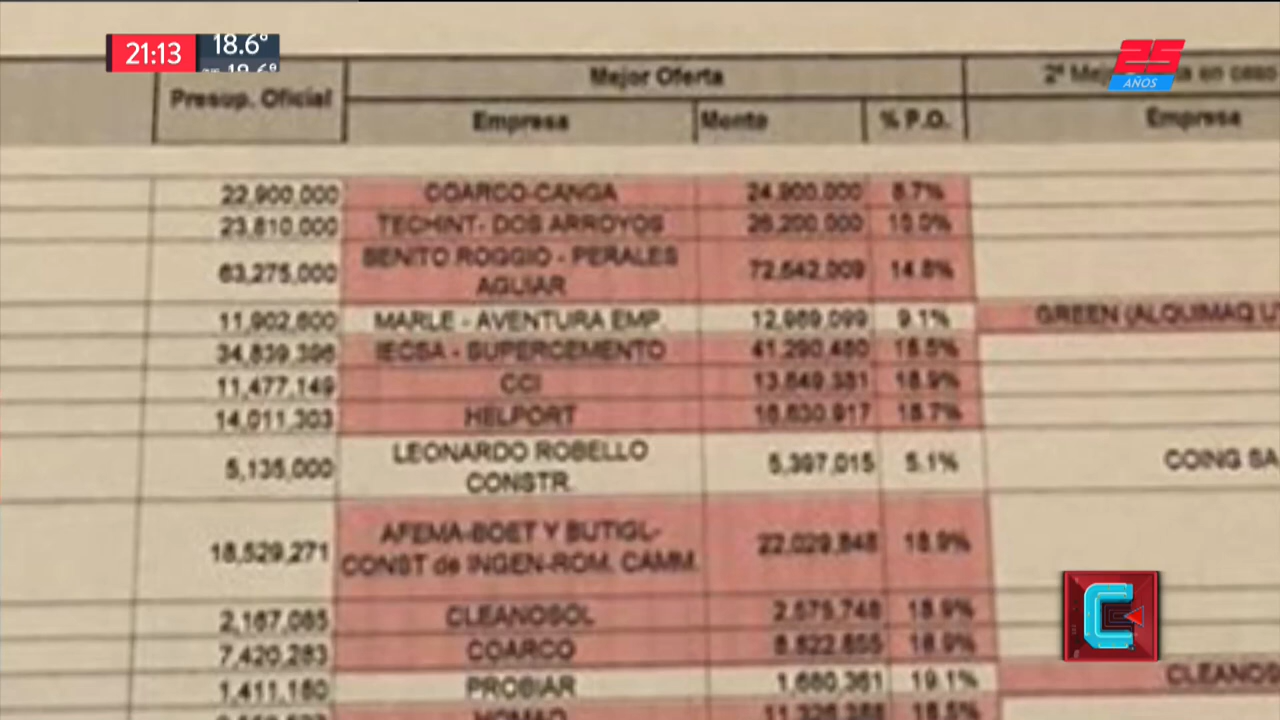 21:13 18.6°
25
AÑOS
Mejor Oferta
Presup. Oficial Empresa Monto % P.O. Empresa
22,900,000 COARCO-CANGA 24,900,000 8.7%
23,810,000 TECHINT- DOS ARROYOS 26,200,000 10.0%
63,275,000 BENITO ROGGIO - PERALES 72,642,009 14.8%
AGUIAR
11,902,600 MARLE - AVENTURA EMP. 12,989,099 9.1% GREEN (ALQUIMAQ
34,839,396 IECSA - SUPERCEMENTO 41,290,480 18.5%
11,477,149 CCI 13,649,381 18.9%
14,011,303 HELPORT 16,630,917 18.7%
5,135,000 LEONARDO ROBELLO 5,397,015 5.1% COING SA
CONSTR.
18,529,271 AFEMA-BOET Y BUTIGL- 22,029,848 18.9%
CONST de INGEN-ROM. CAMM.
2,167,085 CLEANOSOL 2,575,748 18.9%
7,420,283 COARCO 8,822,655 18.9%
1,411,160 PROBIAR 1,680,361 19.1% CLEANOS
18.5%